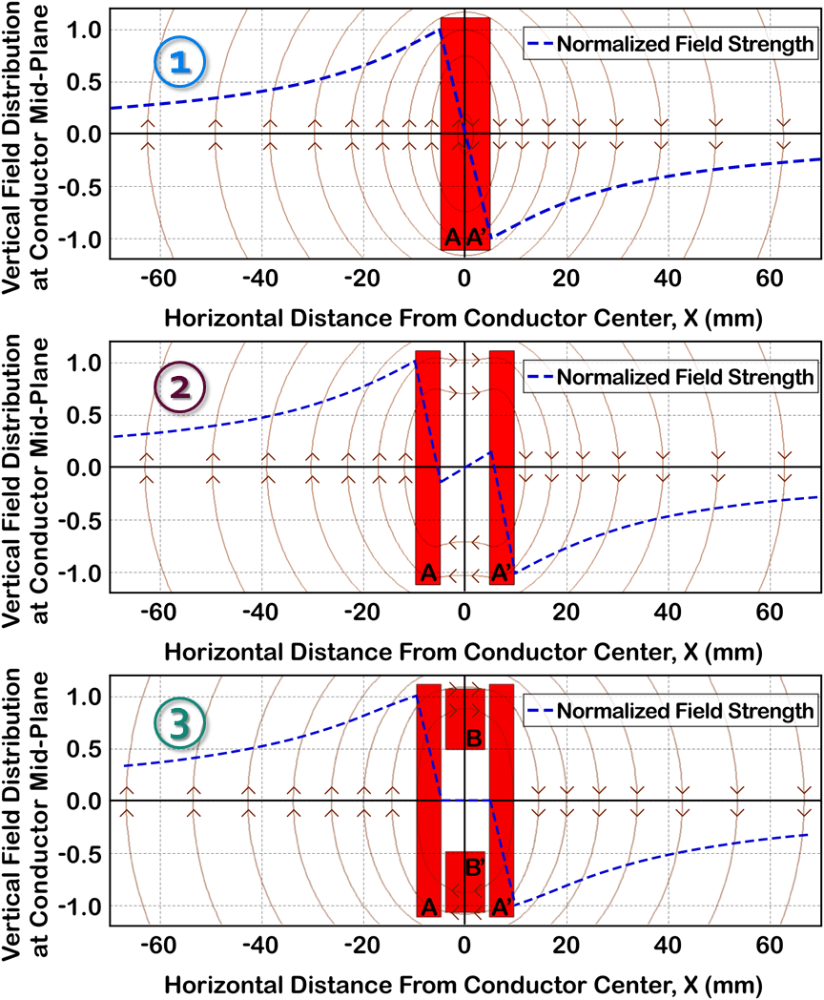 Vertical Field Distribution
at Conductor Mid-Plane
1
Normalized Field Strength
1.0
0.5
0.0
-0.5
-1.0
A A’
-60 -40 -20 0 20 40 60
Horizontal Distance From Conductor Center, X (mm)
Vertical Field Distribution
at Conductor Mid-Plane
2
Normalized Field Strength
1.0
0.5
0.0
-0.5
-1.0
A A’
-60 -40 -20 0 20 40 60
Horizontal Distance From Conductor Center, X (mm)
Vertical Field Distribution
at Conductor Mid-Plane
3
Normalized Field Strength
1.0
0.5
0.0
-0.5
-1.0
B
B’
A A’
-60 -40 -20 0 20 40 60
Horizontal Distance From Conductor Center, X (mm)